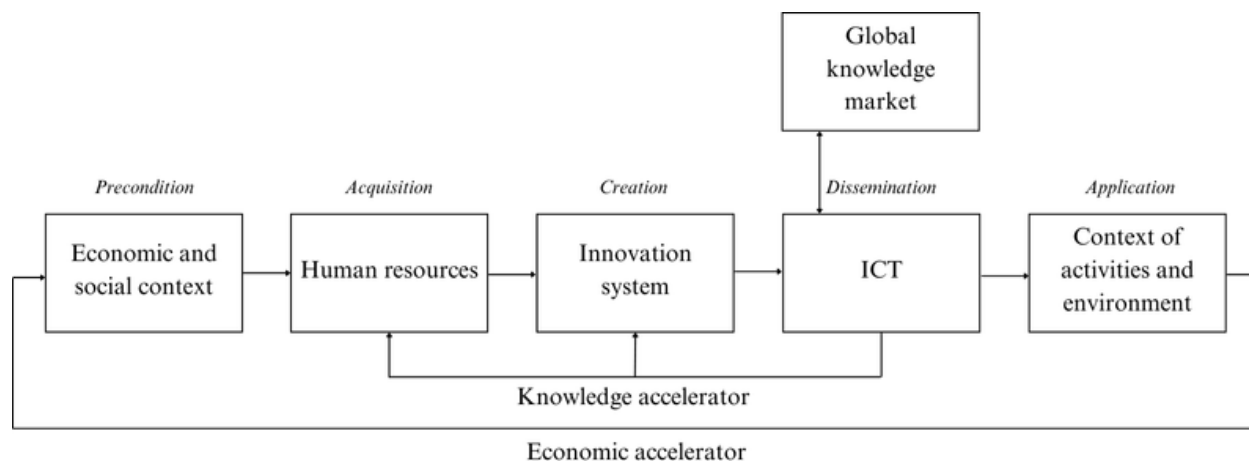 Global
knowledge
market
Precondition
Acquisition
Creation
Dissemination
Application
Economic and
social context
Human resources
Innovation
system
ICT
Context of
activities and
environment
Knowledge accelerator
Economic accelerator